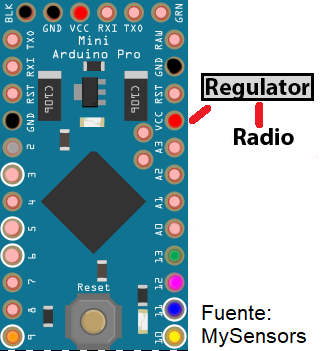 BLK GND VCC RXI TXO GRN
Mini
Arduino Pro
TXO
RXI
RST
GND
2
3
4
5
6
7
8
9
RAW
GND
RST
VCC
A3
A2
A1
A0
13
12
11
10
C106
C106
Reset
Regulator
Radio
Fuente:
MySensors